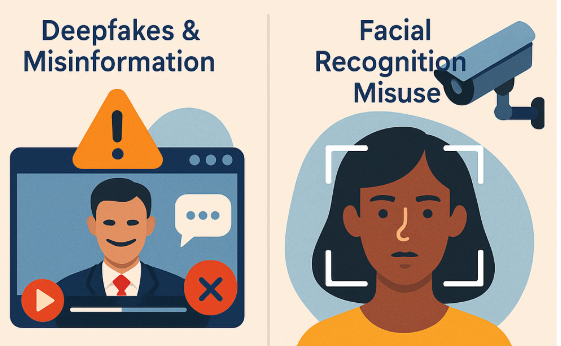 Deepfakes &
Misinformation
Facial
Recognition
Misuse